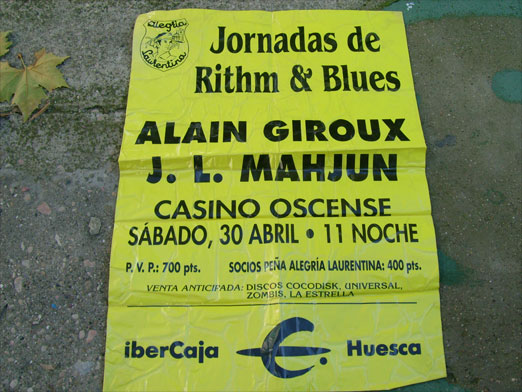 Alegria
Laurentina
Jornadas de
Rithm & Blues
ALAIN GIROUX
J. L. MAHJUN
CASINO OSCENSE
SÁBADO, 30 ABRIL • 11 NOCHE
P. V. P.: 700 pts. SOCIOS PEÑA ALEGRÍA LAURENTINA: 400 pts.
VENTA ANTICIPADA: DISCOS COCODISK, UNIVERSAL,
ZOMBIS, LA ESTRELLA
iberCaja Huesca